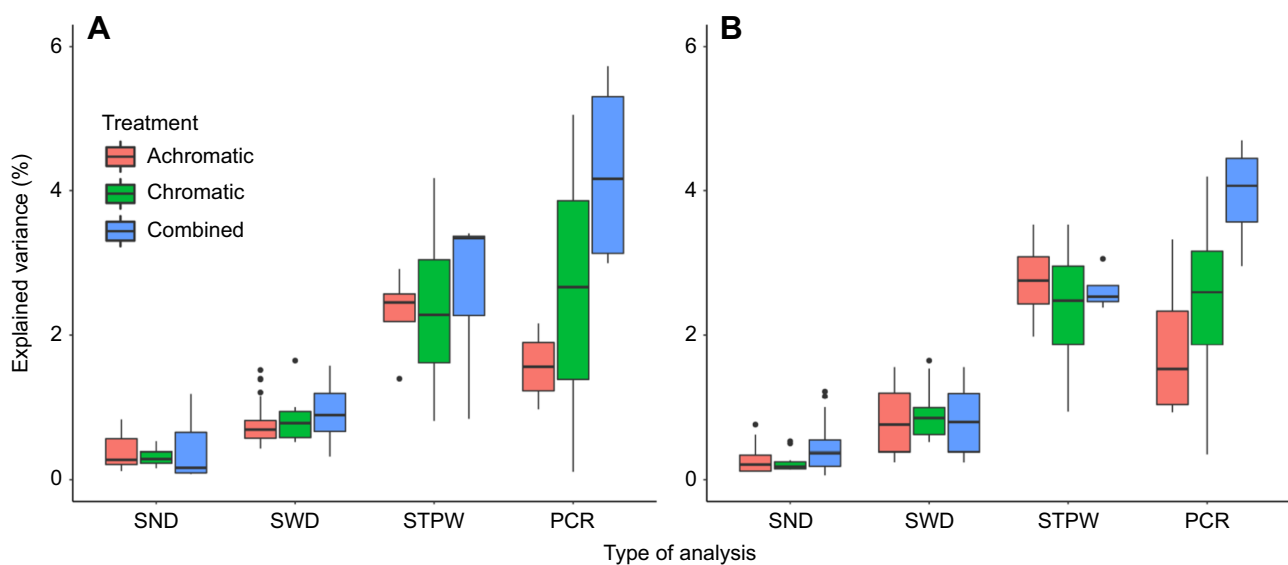 A
B
6
4
2
0
Explained variance (%)
Treatment
Achromatic
Chromatic
Combined
SND SWD STPW PCR
6
4
2
0
SND SWD STPW PCR
Type of analysis